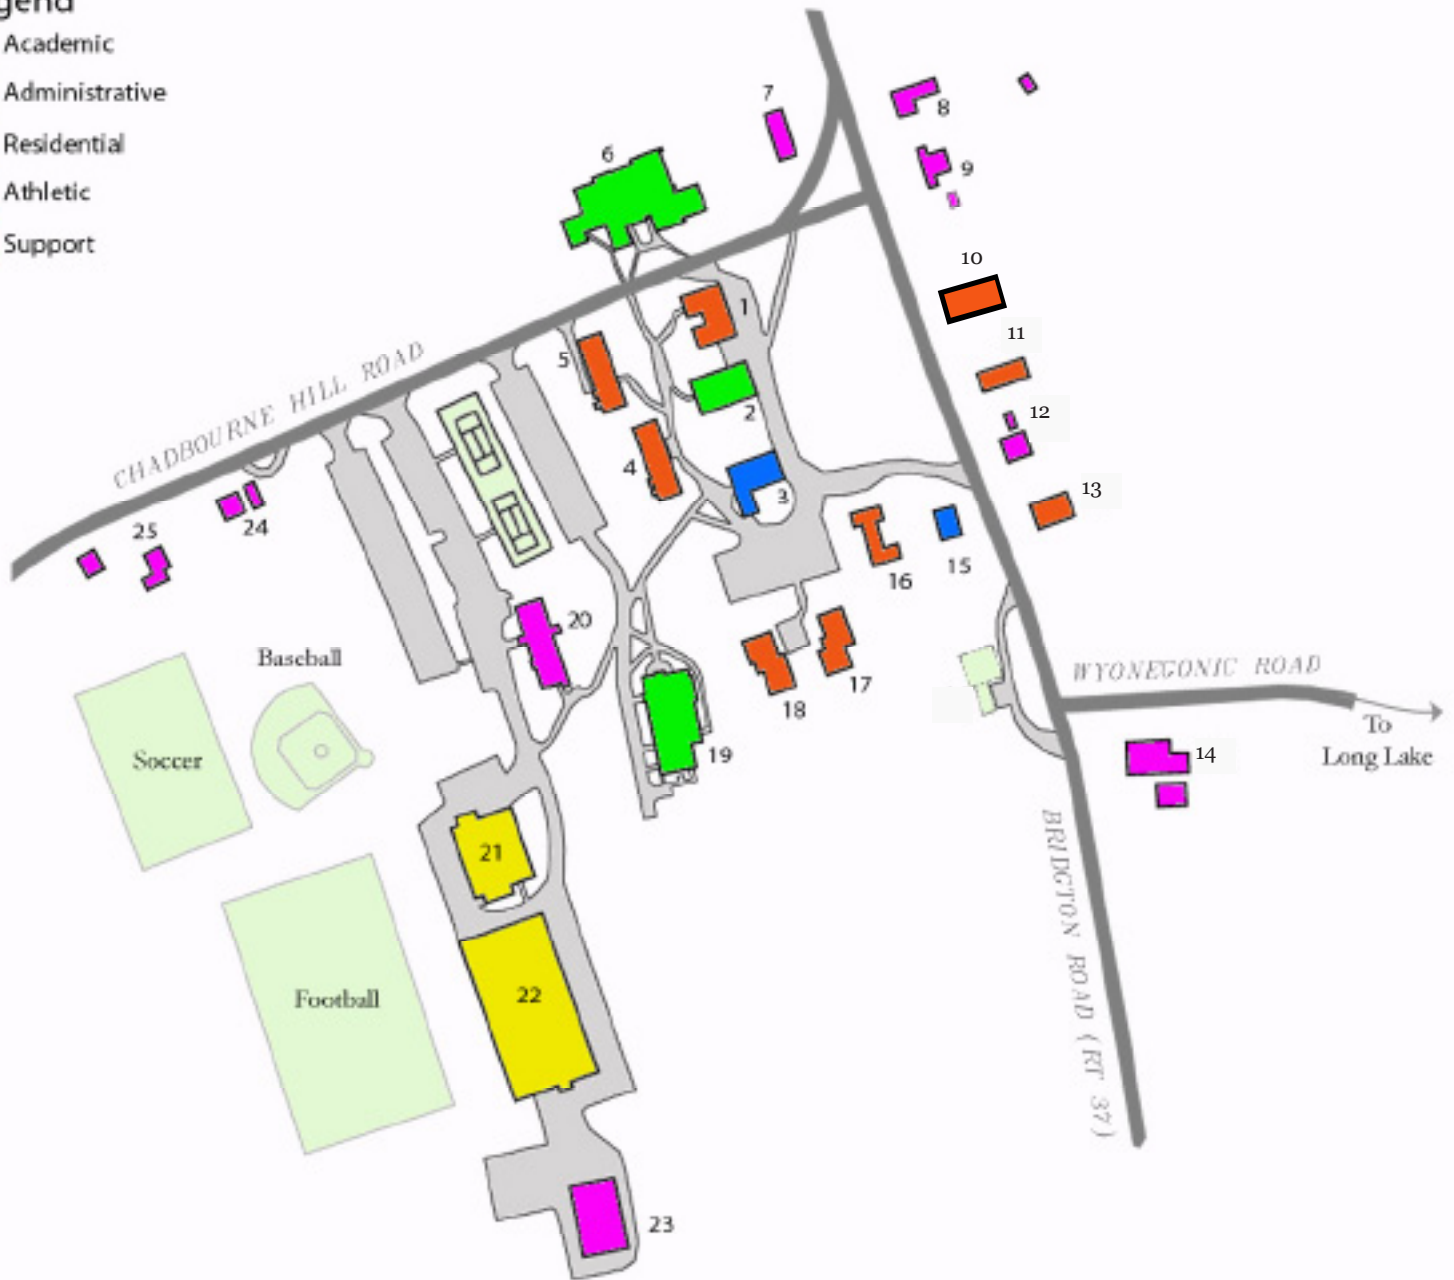 gend
Academic
Administrative
Residential
Athletic
Support
7
8
6
9
10
1
11
CHADBOURNE HILL ROAD
5
2
12
4
3
13
24
25
15
16
20
Baseball
WYONEGONIC ROAD
17
18
To
Long Lake
Soccer
19
14
21
BRIDGTON ROAD (RT 37)
22
Football
23